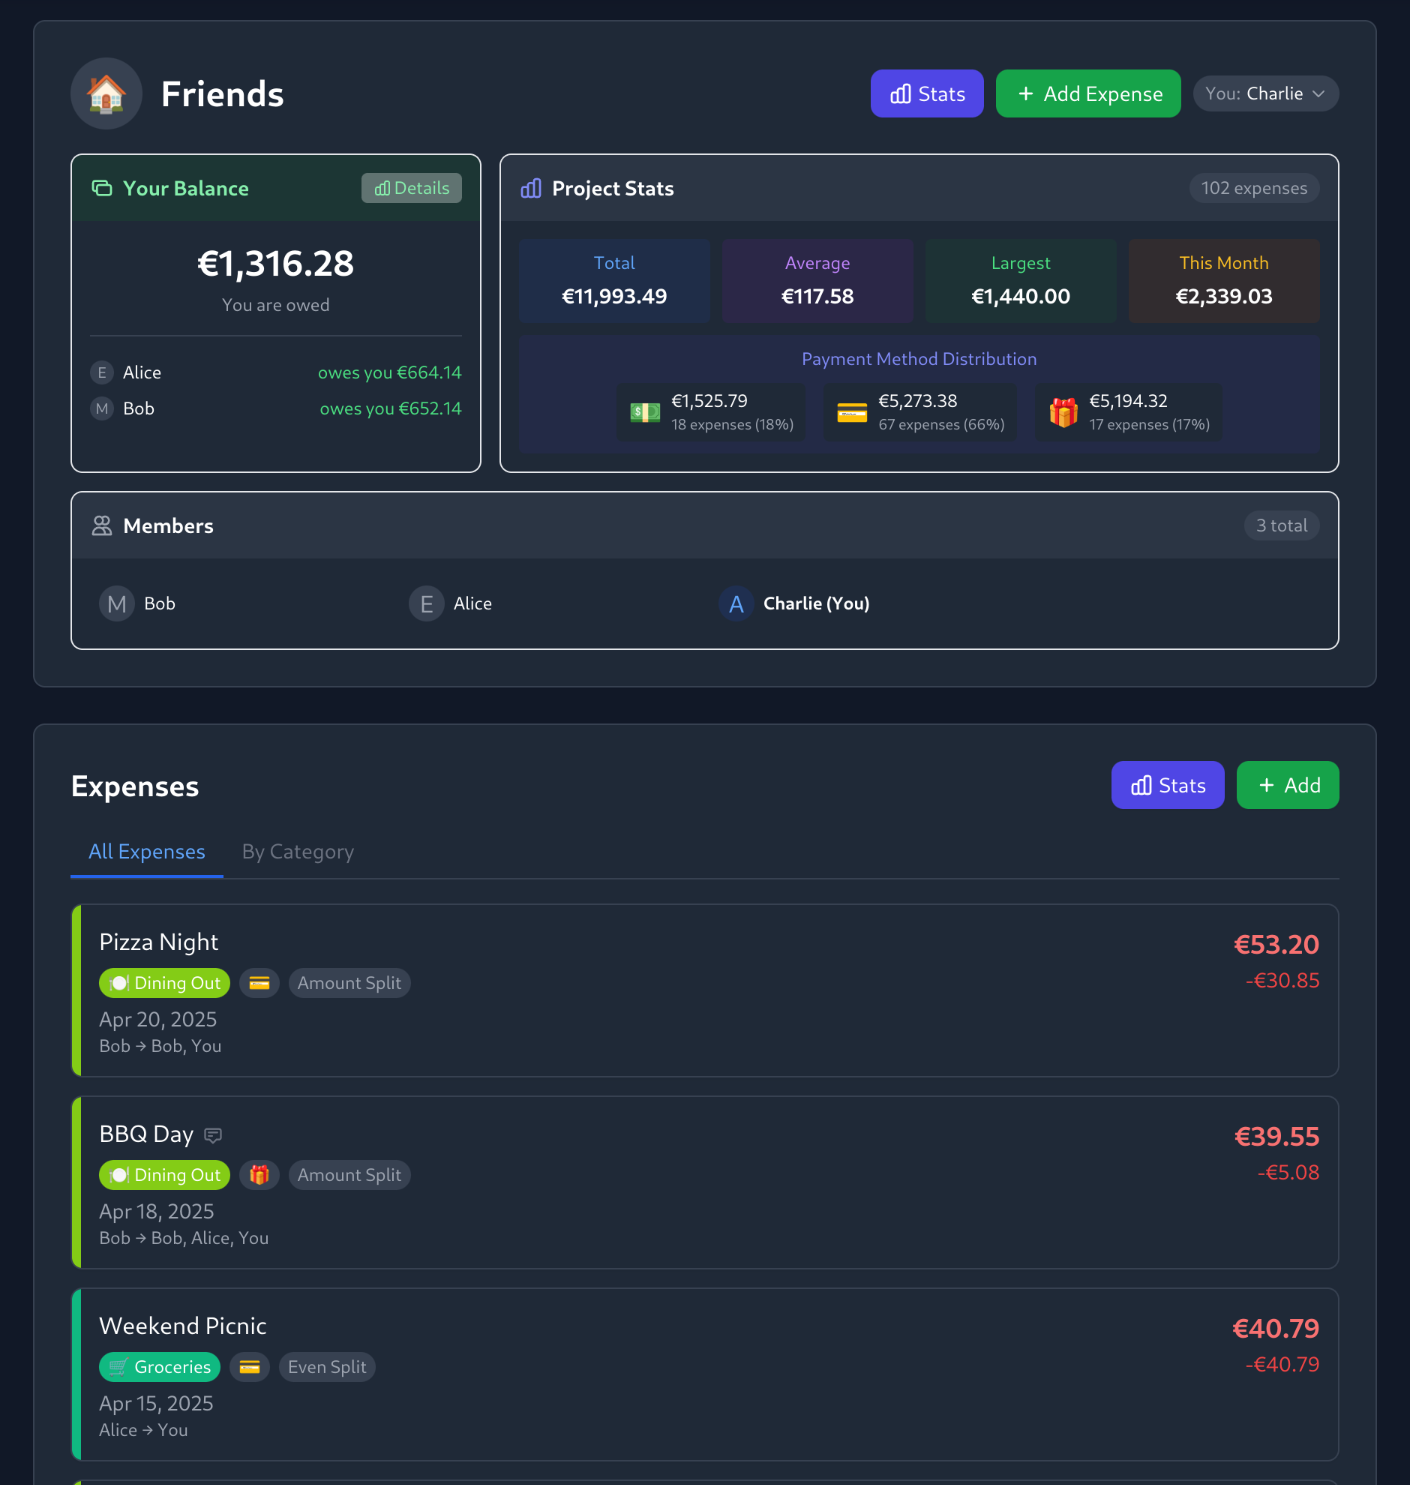 Friends
Stats
+ Add Expense
You: Charlie
Your Balance
Details
€1,316.28
You are owed
E Alice owes you €664.14
M Bob owes you €652.14
Project Stats
102 expenses
Total
€11,993.49
Average
€117.58
Largest
€1,440.00
This Month
€2,339.03
Payment Method Distribution
€1,525.79
18 expenses (18%)
€5,273.38
67 expenses (66%)
€5,194.32
17 expenses (17%)
Members
3 total
M Bob
E Alice
A Charlie (You)
Expenses
Stats
+ Add
All Expenses
By Category
Pizza Night
€53.20
Dining Out
Amount Split
-€30.85
Apr 20, 2025
Bob → Bob, You
BBQ Day
€39.55
Dining Out
Amount Split
-€5.08
Apr 18, 2025
Bob → Bob, Alice, You
Weekend Picnic
€40.79
Groceries
Even Split
-€40.79
Apr 15, 2025
Alice → You